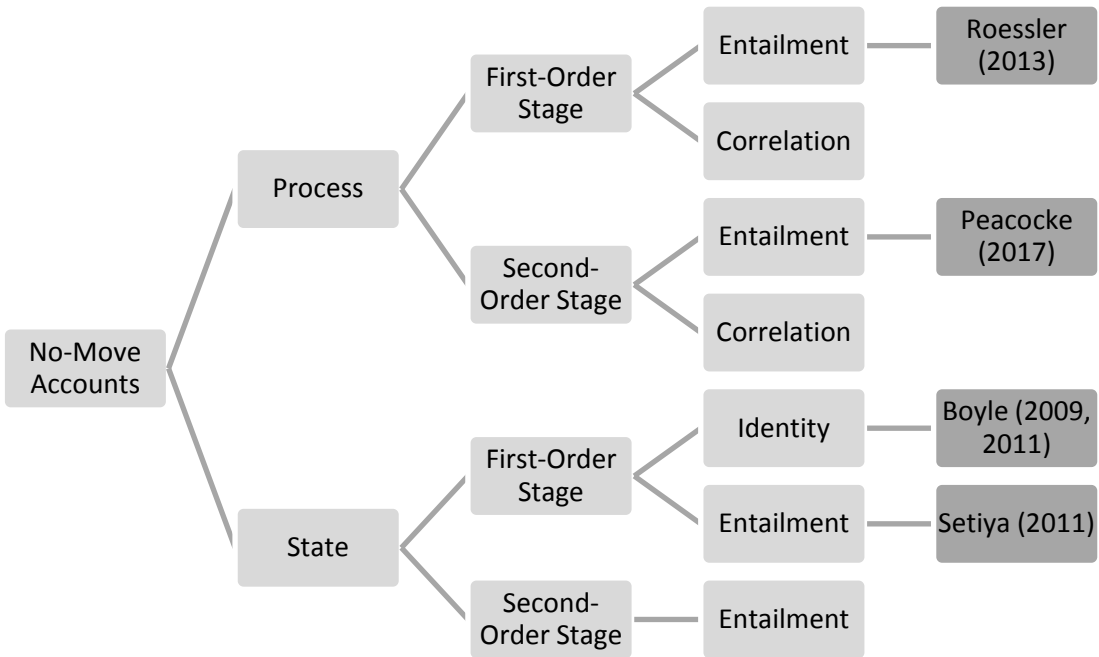 Entailment
Roessler
(2013)
First-Order
Stage
Correlation
Process
Entailment
Peacocke
(2017)
Second-
Order Stage
Correlation
No-Move
Accounts
Identity
Boyle (2009,
2011)
First-Order
Stage
Entailment
Setiya (2011)
State
Second-
Order Stage
Entailment